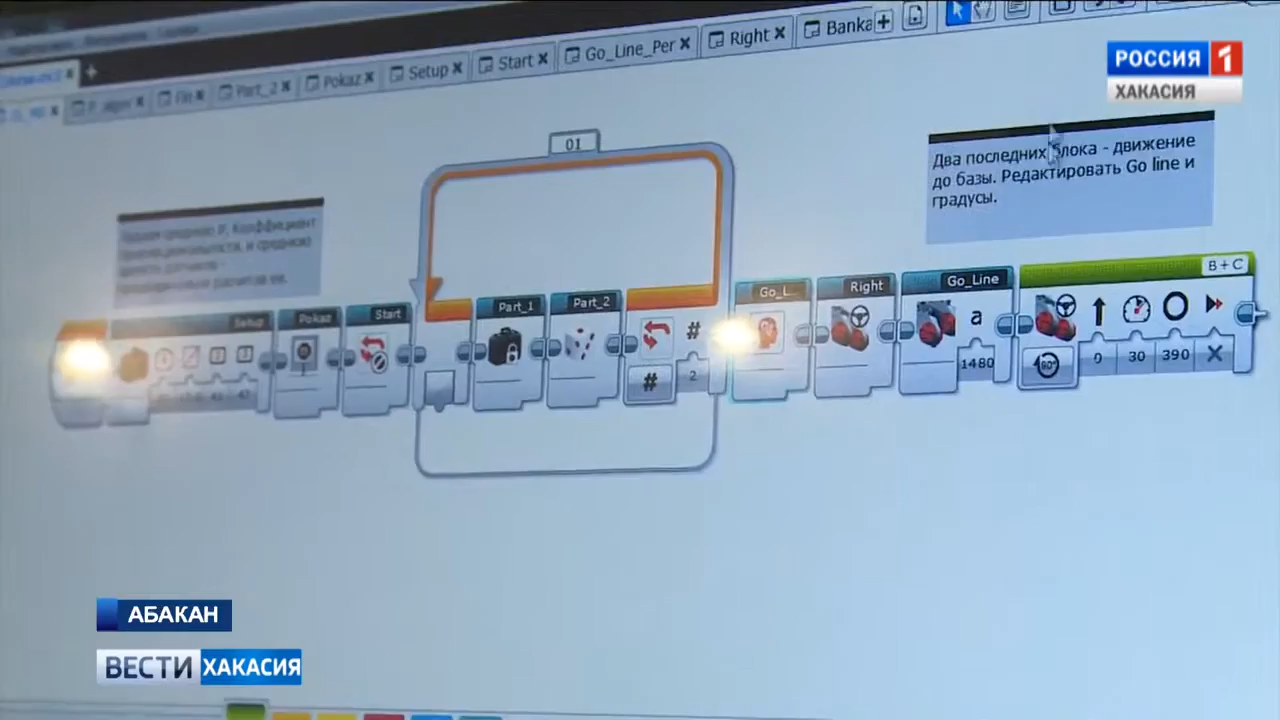 Go_Line_Per
Right
Banka
Start
Setup
Pokaz
Part_2
РОССИЯ 1
ХАКАСИЯ
01
Два последних блока - движение
до базы. Редактировать Go line и
градусы.
B+C
Setup
Pokaz
Start
Part_1
Part_2
#
#
2
Go_L...
Right
Go_Line
a
1480
0
30
390
АБАКАН
ВЕСТИ ХАКАСИЯ